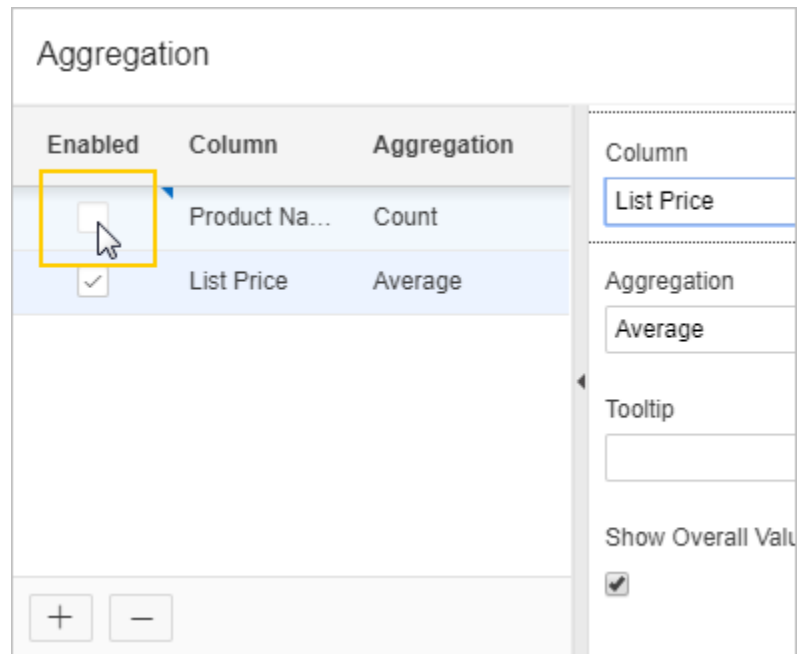 Aggregation
Enabled Column Aggregation
Product Na... Count
List Price Average
Column
List Price
Aggregation
Average
Tooltip
Show Overall Valu